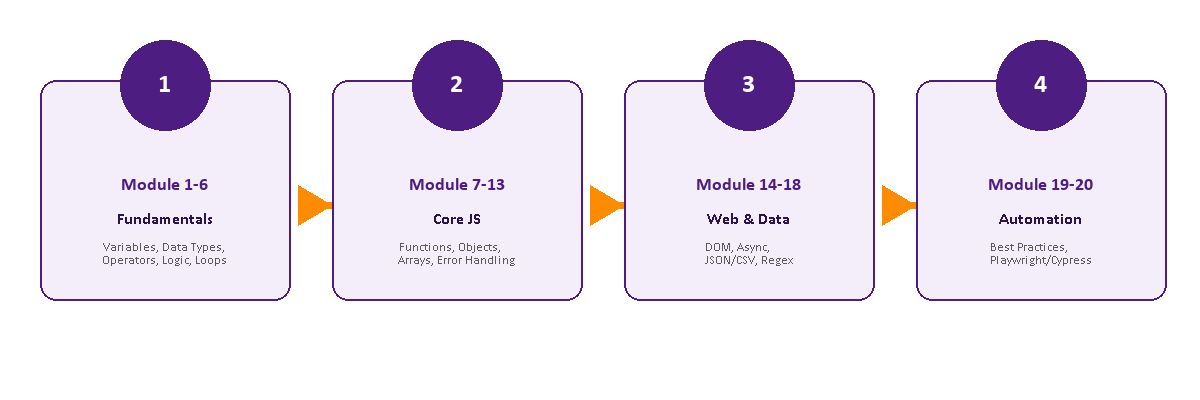 1
Module 1-6
Fundamentals
Variables, Data Types,
Operators, Logic, Loops
2
Module 7-13
Core JS
Functions, Objects,
Arrays, Error Handling
3
Module 14-18
Web & Data
DOM, Async,
JSON/CSV, Regex
4
Module 19-20
Automation
Best Practices,
Playwright/Cypress